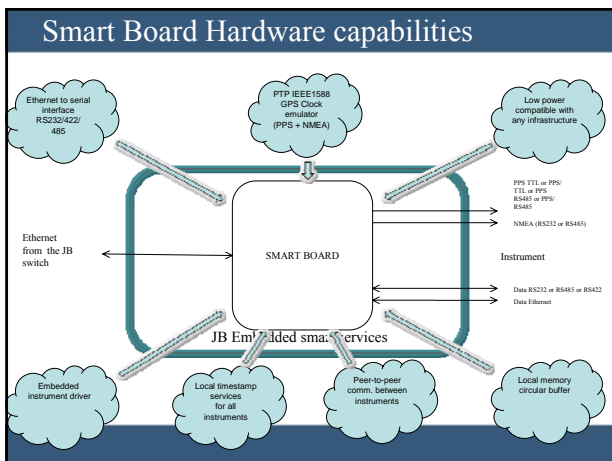 Smart Board Hardware capabilities
Ethernet to serial
interface
RS232/422/
485
PTP IEEE1588
GPS Clock
emulator
(PPS + NMEA)
Low power
compatible with
any infrastructure
PPS TTL or PPS/
TTL or PPS
RS485 or PPS/
RS485
NMEA (RS232 or RS485)
Ethernet
from the JB
switch
SMART BOARD
Instrument
Data RS232 or RS485 or RS422
Data Ethernet
JB Embedded smart services
Embedded
instrument driver
Local timestamp
services
for all
instruments
Peer-to-peer
comm. between
instruments
Local memory
circular buffer